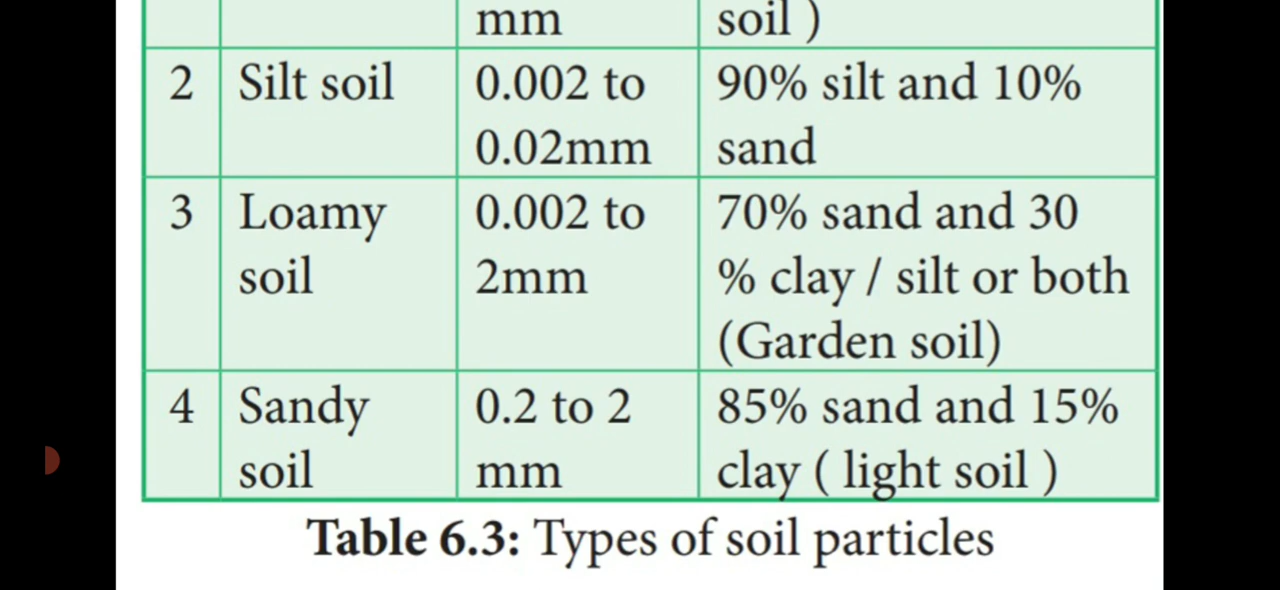 mm soil )
2 Silt soil 0.002 to 90% silt and 10%
0.02mm sand
3 Loamy 0.002 to 70% sand and 30
soil 2mm % clay / silt or both
(Garden soil)
4 Sandy 0.2 to 2 85% sand and 15%
soil mm clay ( light soil )
Table 6.3: Types of soil particles